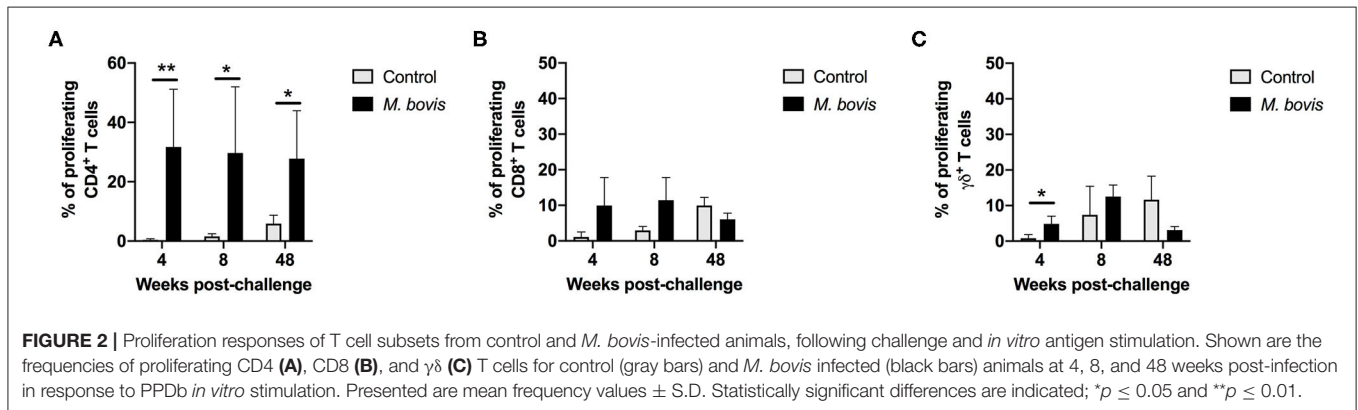 A
% of proliferating
CD4⁺ T cells
60
40
20
0
**
*
*
4
8
48
Weeks post-challenge
Control
M. bovis
B
% of proliferating
CD8⁺ T cells
50
40
30
20
10
0
4
8
48
Weeks post-challenge
Control
M. bovis
C
% of proliferating
γδ⁺ T cells
50
40
30
20
10
0
*
4
8
48
Weeks post-challenge
Control
M. bovis
FIGURE 2 | Proliferation responses of T cell subsets from control and M. bovis-infected animals, following challenge and in vitro antigen stimulation. Shown are the
frequencies of proliferating CD4 (A), CD8 (B), and γδ (C) T cells for control (gray bars) and M. bovis infected (black bars) animals at 4, 8, and 48 weeks post-infection
in response to PPDb in vitro stimulation. Presented are mean frequency values ± S.D. Statistically significant differences are indicated; *p ≤ 0.05 and **p ≤ 0.01.